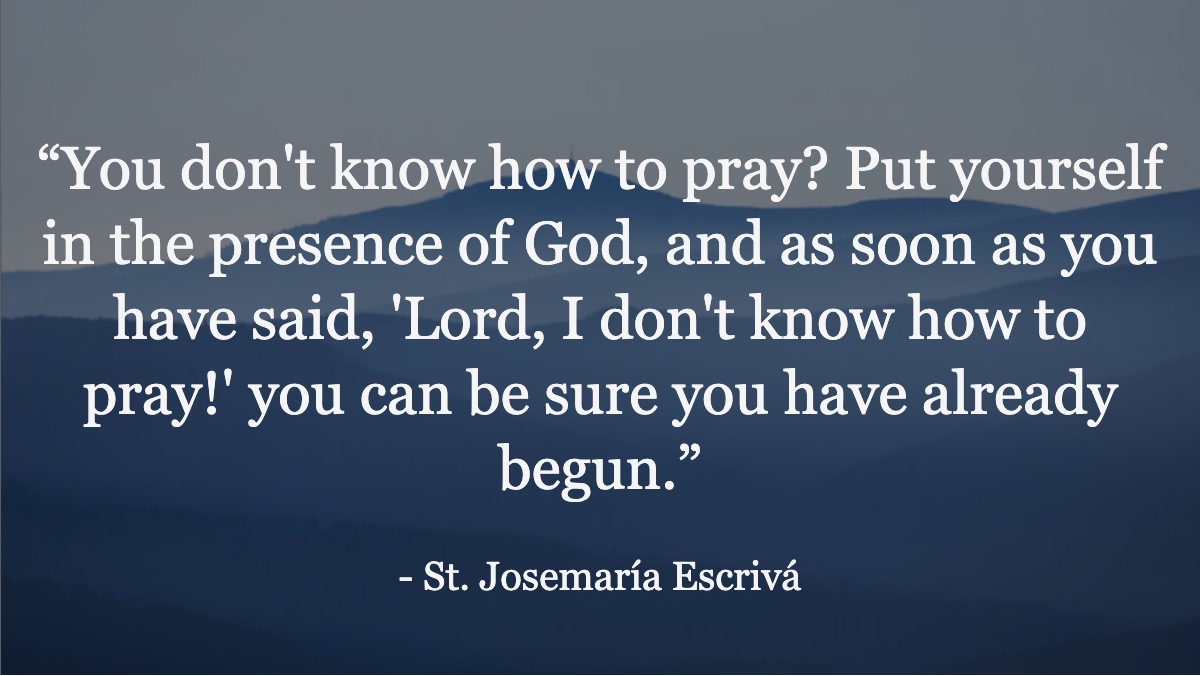 “You don't know how to pray? Put yourself
in the presence of God, and as soon as you
have said, 'Lord, I don't know how to
pray!' you can be sure you have already
begun.”
- St. Josemaría Escrivá